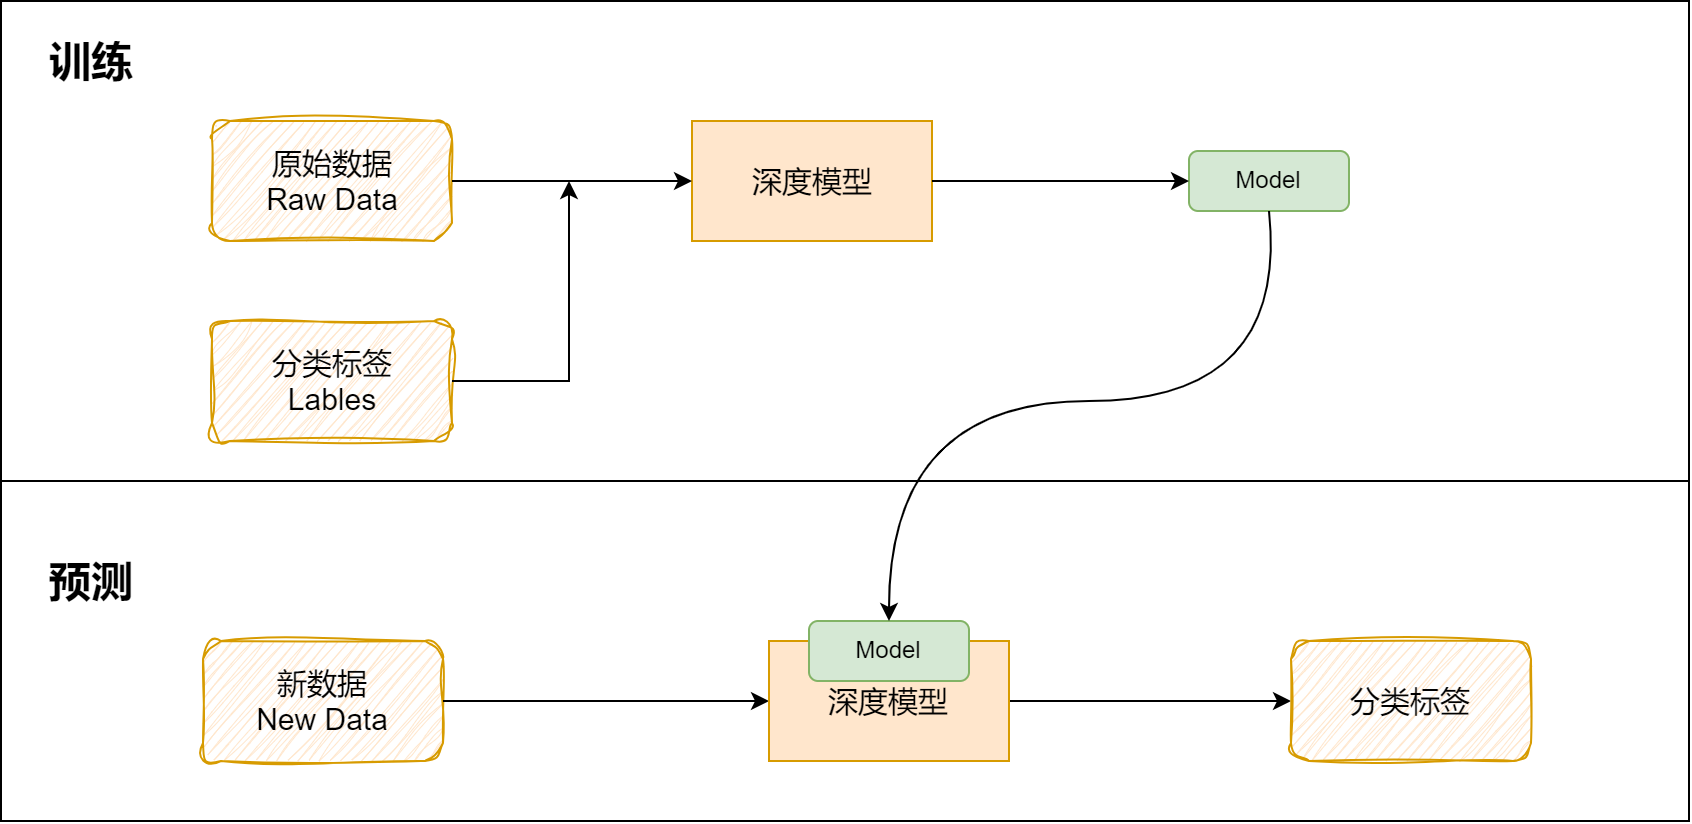 训练
原始数据
Raw Data
深度模型
Model
分类标签
Lables
预测
新数据
New Data
Model
深度模型
分类标签